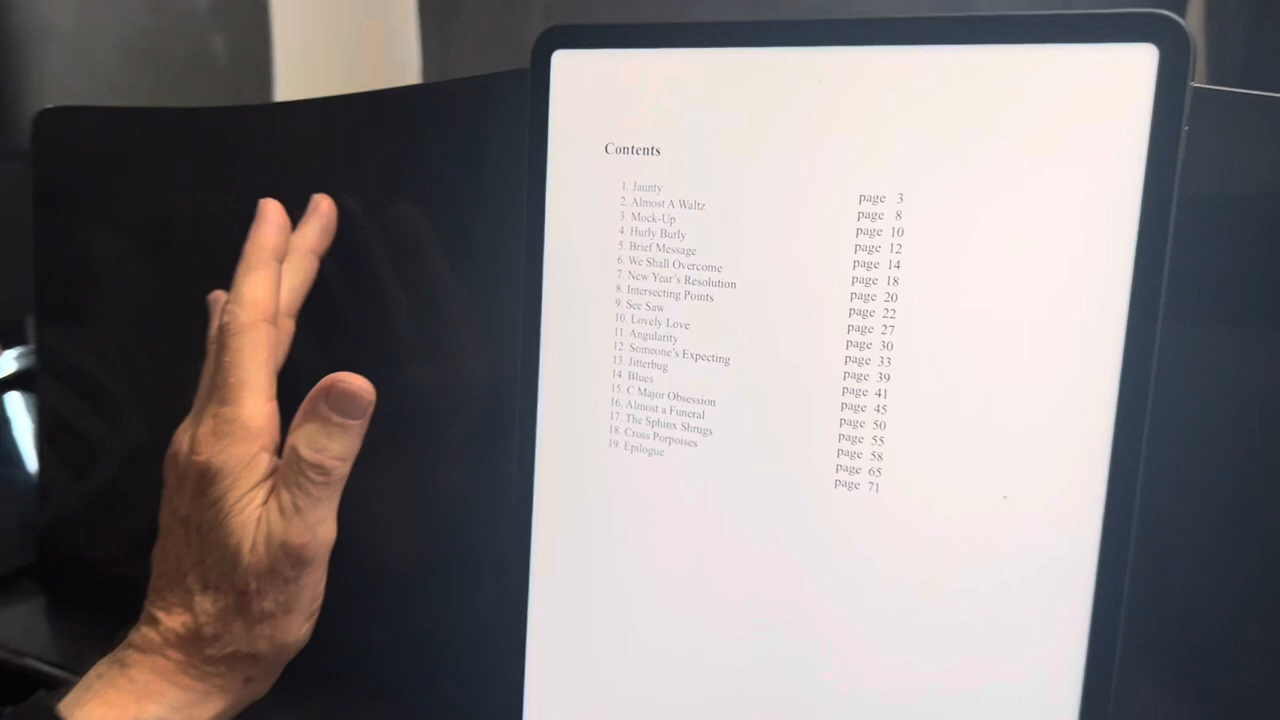 Contents
1. Jaunty page 3
2. Almost A Waltz page 8
3. Mock-Up page 10
4. Hurly Burly page 12
5. Brief Message page 14
6. We Shall Overcome page 18
7. New Year's Resolution page 20
8. Intersecting Points page 22
9. See Saw page 27
10. Lovely Love page 30
11. Angularity page 33
12. Someone's Expecting page 39
13. Jitterbug page 41
14. Blues page 45
15. C Major Obsession page 50
16. Almost a Funeral page 55
17. The Sphinx Shrugs page 58
18. Cross Porpoises page 65
19. Epilogue page 71